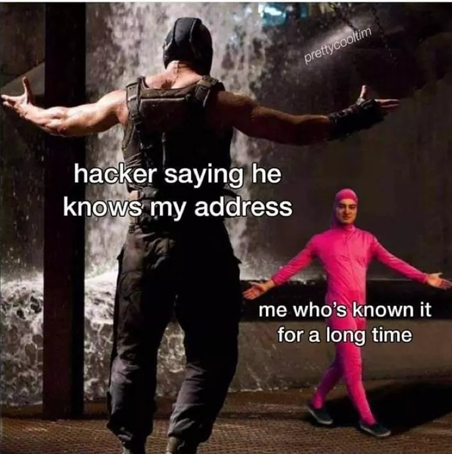 prettycooltim
hacker saying he
knows my address
me who's known it
for a long time